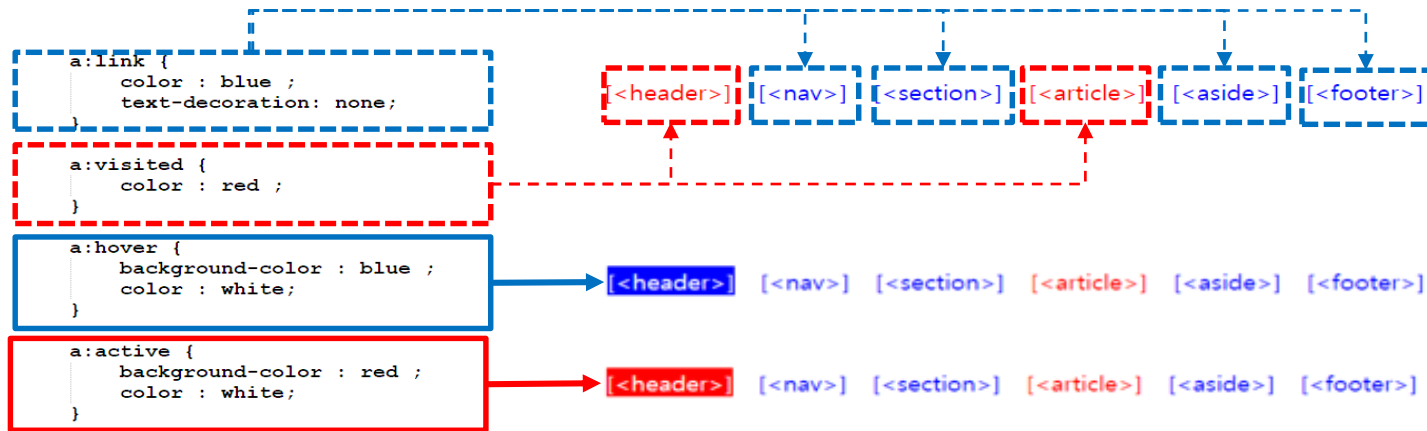 a:link {
color : blue ;
text-decoration: none;
}
[<header>] [<nav>] [<section>] [<article>] [<aside>] [<footer>]
a:visited {
color : red ;
}
a:hover {
background-color : blue ;
color : white;
}
[<header>] [<nav>] [<section>] [<article>] [<aside>] [<footer>]
a:active {
background-color : red ;
color : white;
}
[<header>] [<nav>] [<section>] [<article>] [<aside>] [<footer>]